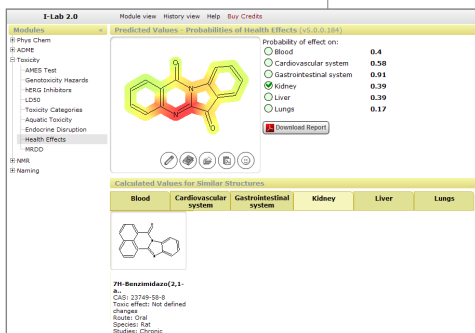 I-Lab 2.0
Module view History view Help Buy Credits
Modules «
Phys Chem
ADME
Toxicity
AMES Test
Genotoxicity Hazards
hERG Inhibitors
LD50
Toxicity Categories
Aquatic Toxicity
Endocrine Disruption
Health Effects
MRDD
NMR
Naming
Predicted Values - Probabilities of Health Effects (v5.0.0.184)
Probability of effect on:
Blood 0.4
Cardiovascular system 0.58
Gastrointestinal system 0.91
Kidney 0.39
Liver 0.39
Lungs 0.17
Download Report
Calculated Values for Similar Structures
Blood Cardiovascular system Gastrointestinal system Kidney Liver Lungs
7H-Benzimidazo(2,1-
a..
CAS: 23749-58-8
Toxic effect: Not defined
changes
Route: Oral
Species: Rat
Studies: Chronic